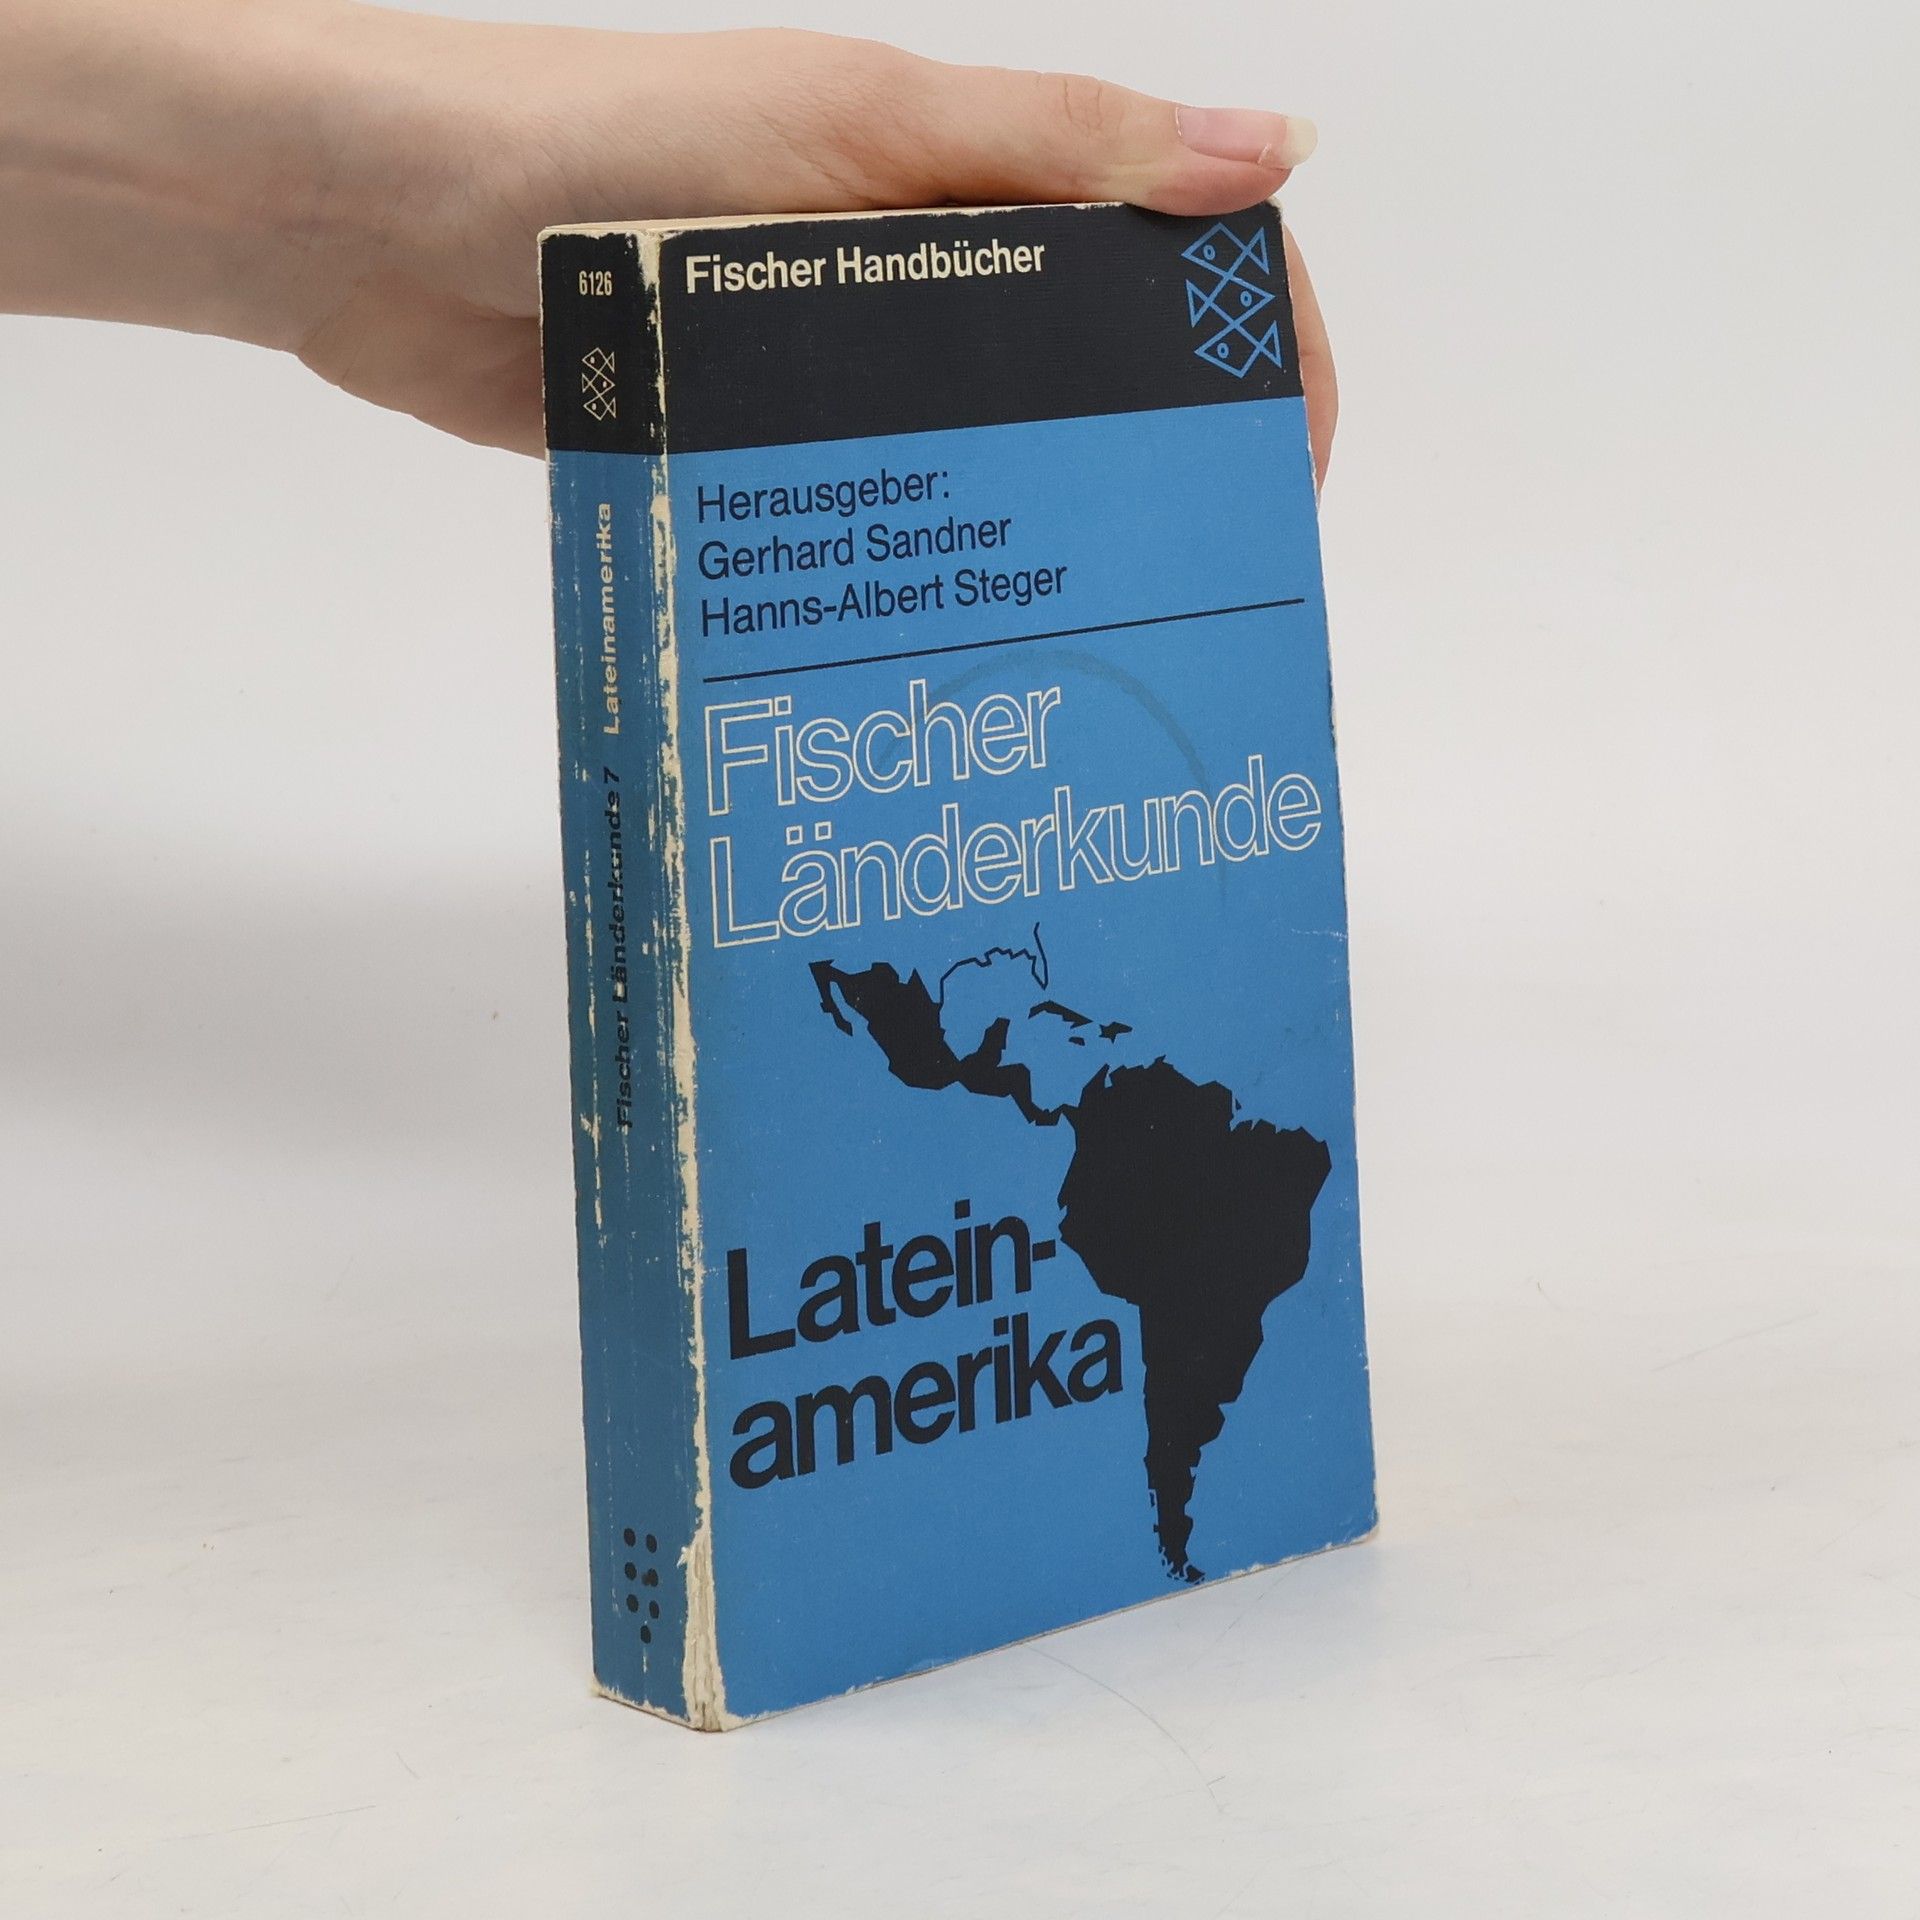 6126
Lateinamerika
Fischer Länderkunde 7
Fischer Handbücher
Herausgeber:
Gerhard Sandner
Hanns-Albert Steger
Fischer
Länderkunde
Latein-
amerika